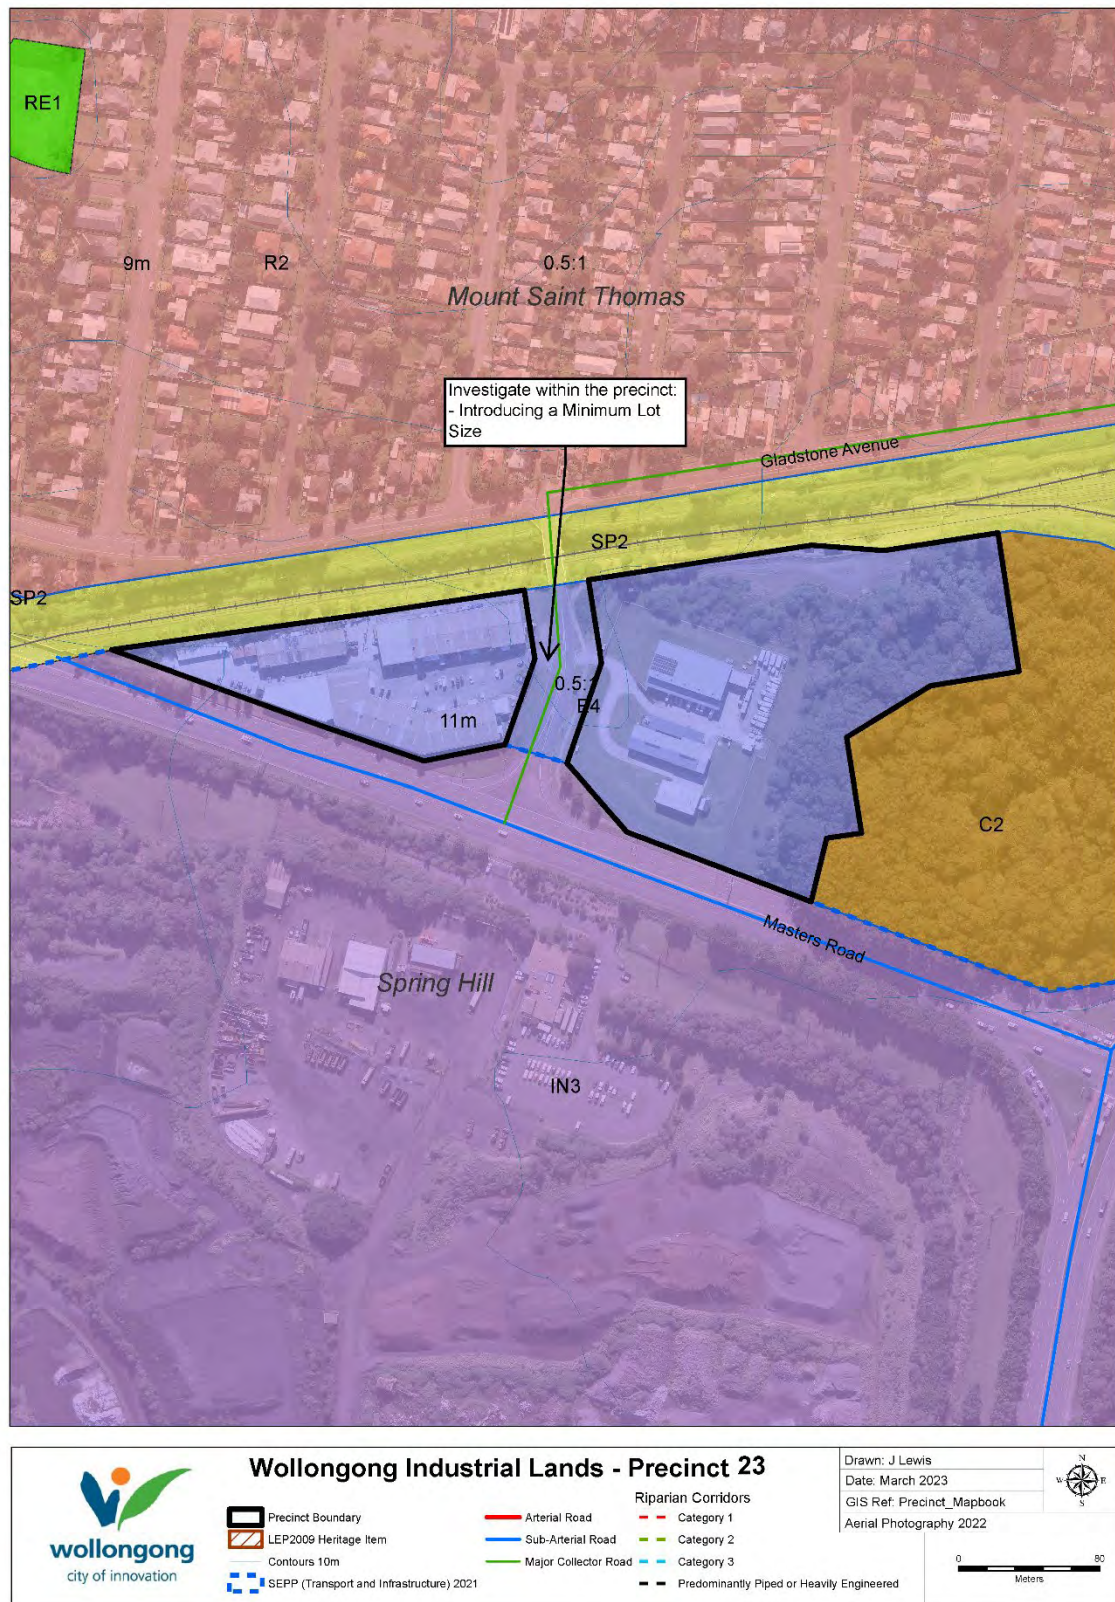 RE1
9m
R2
0.5:1
Mount Saint Thomas
Investigate within the precinct:
- Introducing a Minimum Lot
Size
Gladstone Avenue
SP2
SP2
0.5:1
E4
11m
C2
Masters Road
Spring Hill
IN3
wollongong
city of innovation
Wollongong Industrial Lands - Precinct 23
Precinct Boundary
LEP2009 Heritage Item
Contours 10m
SEPP (Transport and Infrastructure) 2021
Arterial Road
Sub-Arterial Road
Major Collector Road
Riparian Corridors
Category 1
Category 2
Category 3
Predominantly Piped or Heavily Engineered
Drawn: J Lewis
Date: March 2023
GIS Ref: Precinct_Mapbook
Aerial Photography 2022
N
W E
S
0 80
Meters